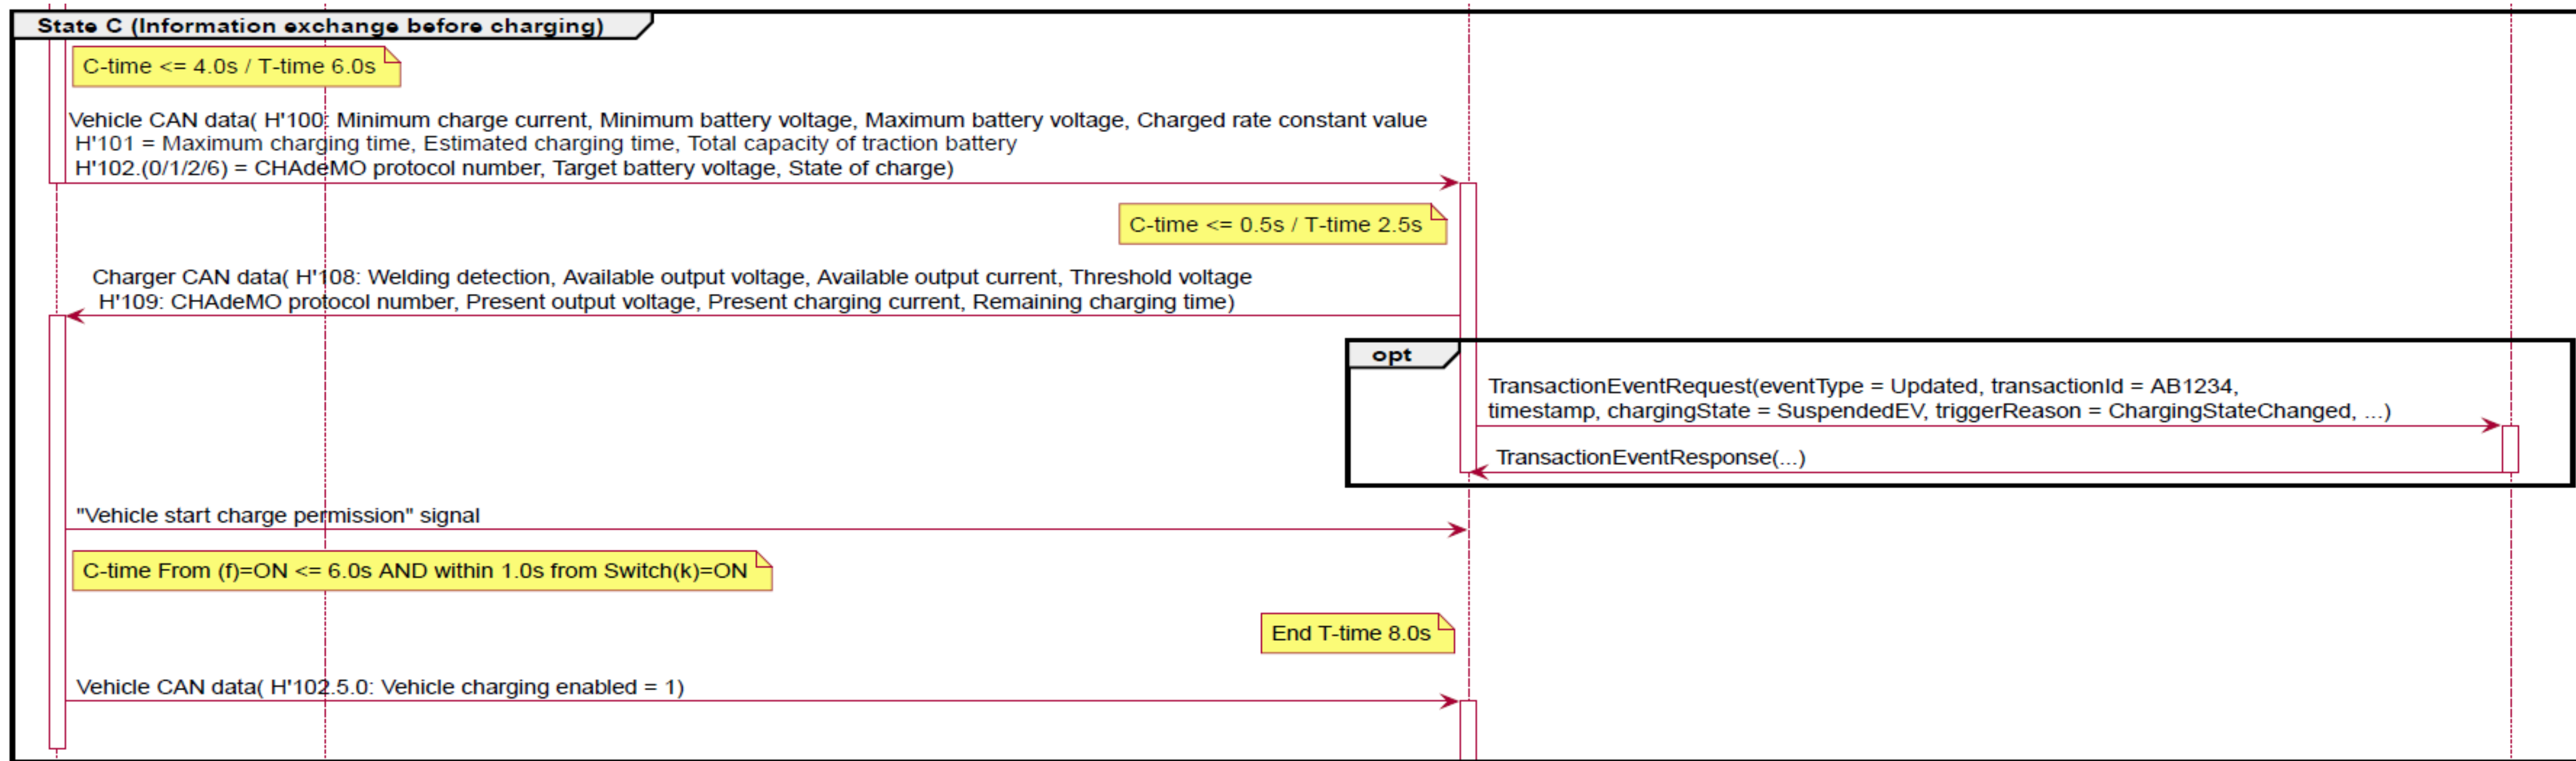 State C (Information exchange before charging)
C-time <= 4.0s / T-time 6.0s
Vehicle CAN data( H'100: Minimum charge current, Minimum battery voltage, Maximum battery voltage, Charged rate constant value
H'101 = Maximum charging time, Estimated charging time, Total capacity of traction battery
H'102.(0/1/2/6) = CHAdeMO protocol number, Target battery voltage, State of charge)
C-time <= 0.5s / T-time 2.5s
Charger CAN data( H'108: Welding detection, Available output voltage, Available output current, Threshold voltage
H'109: CHAdeMO protocol number, Present output voltage, Present charging current, Remaining charging time)
opt
TransactionEventRequest(eventType = Updated, transactionId = AB1234,
timestamp, chargingState = SuspendedEV, triggerReason = ChargingStateChanged, ...)
TransactionEventResponse(...)
"Vehicle start charge permission" signal
C-time From (f)=ON <= 6.0s AND within 1.0s from Switch(k)=ON
End T-time 8.0s
Vehicle CAN data( H'102.5.0: Vehicle charging enabled = 1)